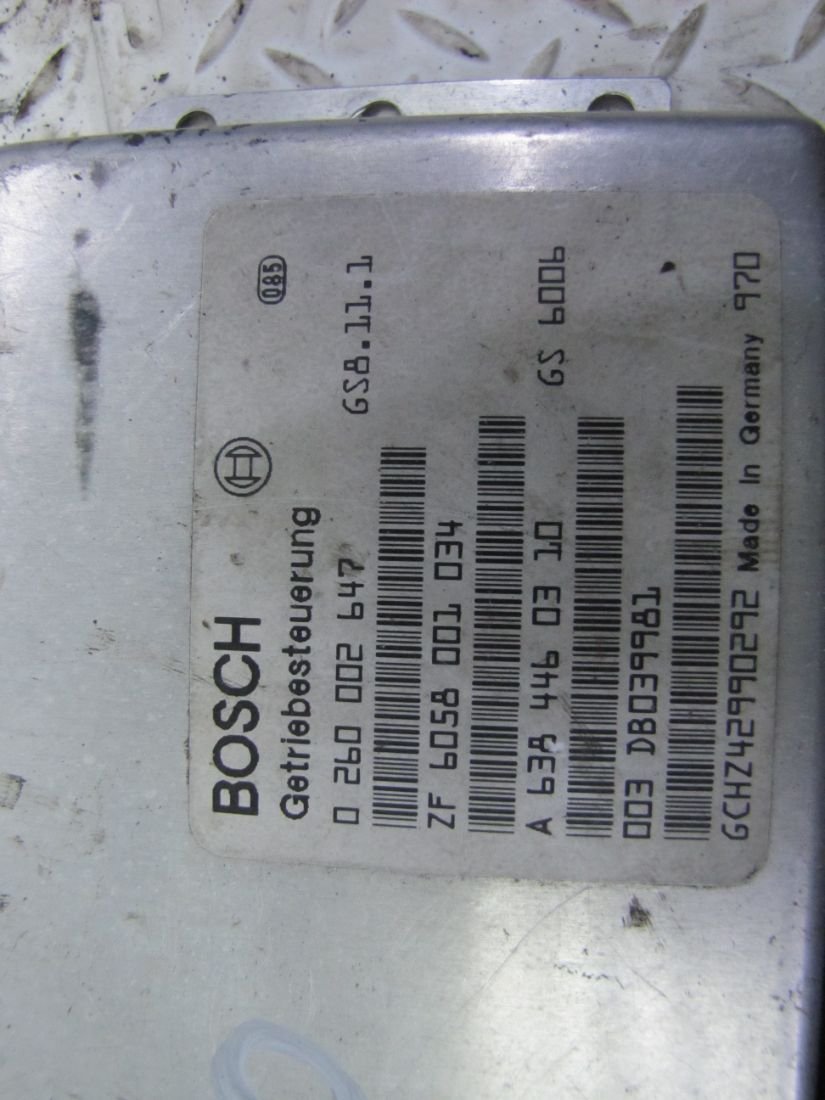 BOSCH
085
Getriebesteuerung
0 260 002 647 GS8.11.1
ZF 6058 001 034
A 638 446 03 10 GS 6006
003 DB039981
GCHZ42990292 Made in Germany 970